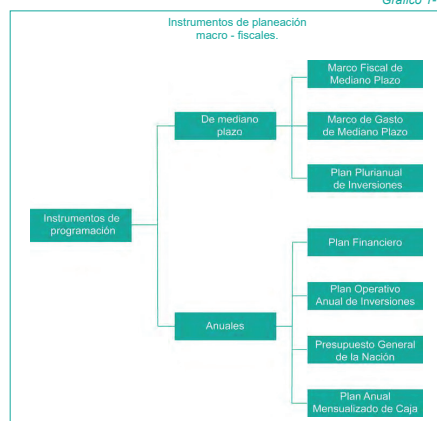 Gráfico 1-
Instrumentos de planeación
macro - fiscales.
Marco Fiscal de
Mediano Plazo
De mediano
plazo
Marco de Gasto
de Mediano Plazo
Plan Plurianual
de Inversiones
Instrumentos de
programación
Plan Financiero
Plan Operativo
Anual de Inversiones
Anuales
Presupuesto General
de la Nación
Plan Anual
Mensualizado de Caja